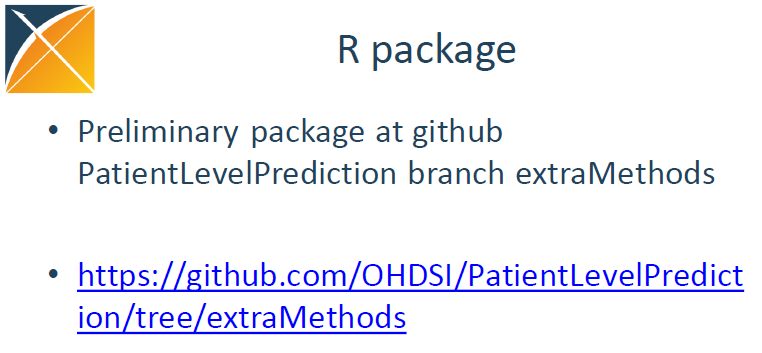 R package
• Preliminary package at github
PatientLevelPrediction branch extraMethods
• https://github.com/OHDSI/PatientLevelPredict
ion/tree/extraMethods